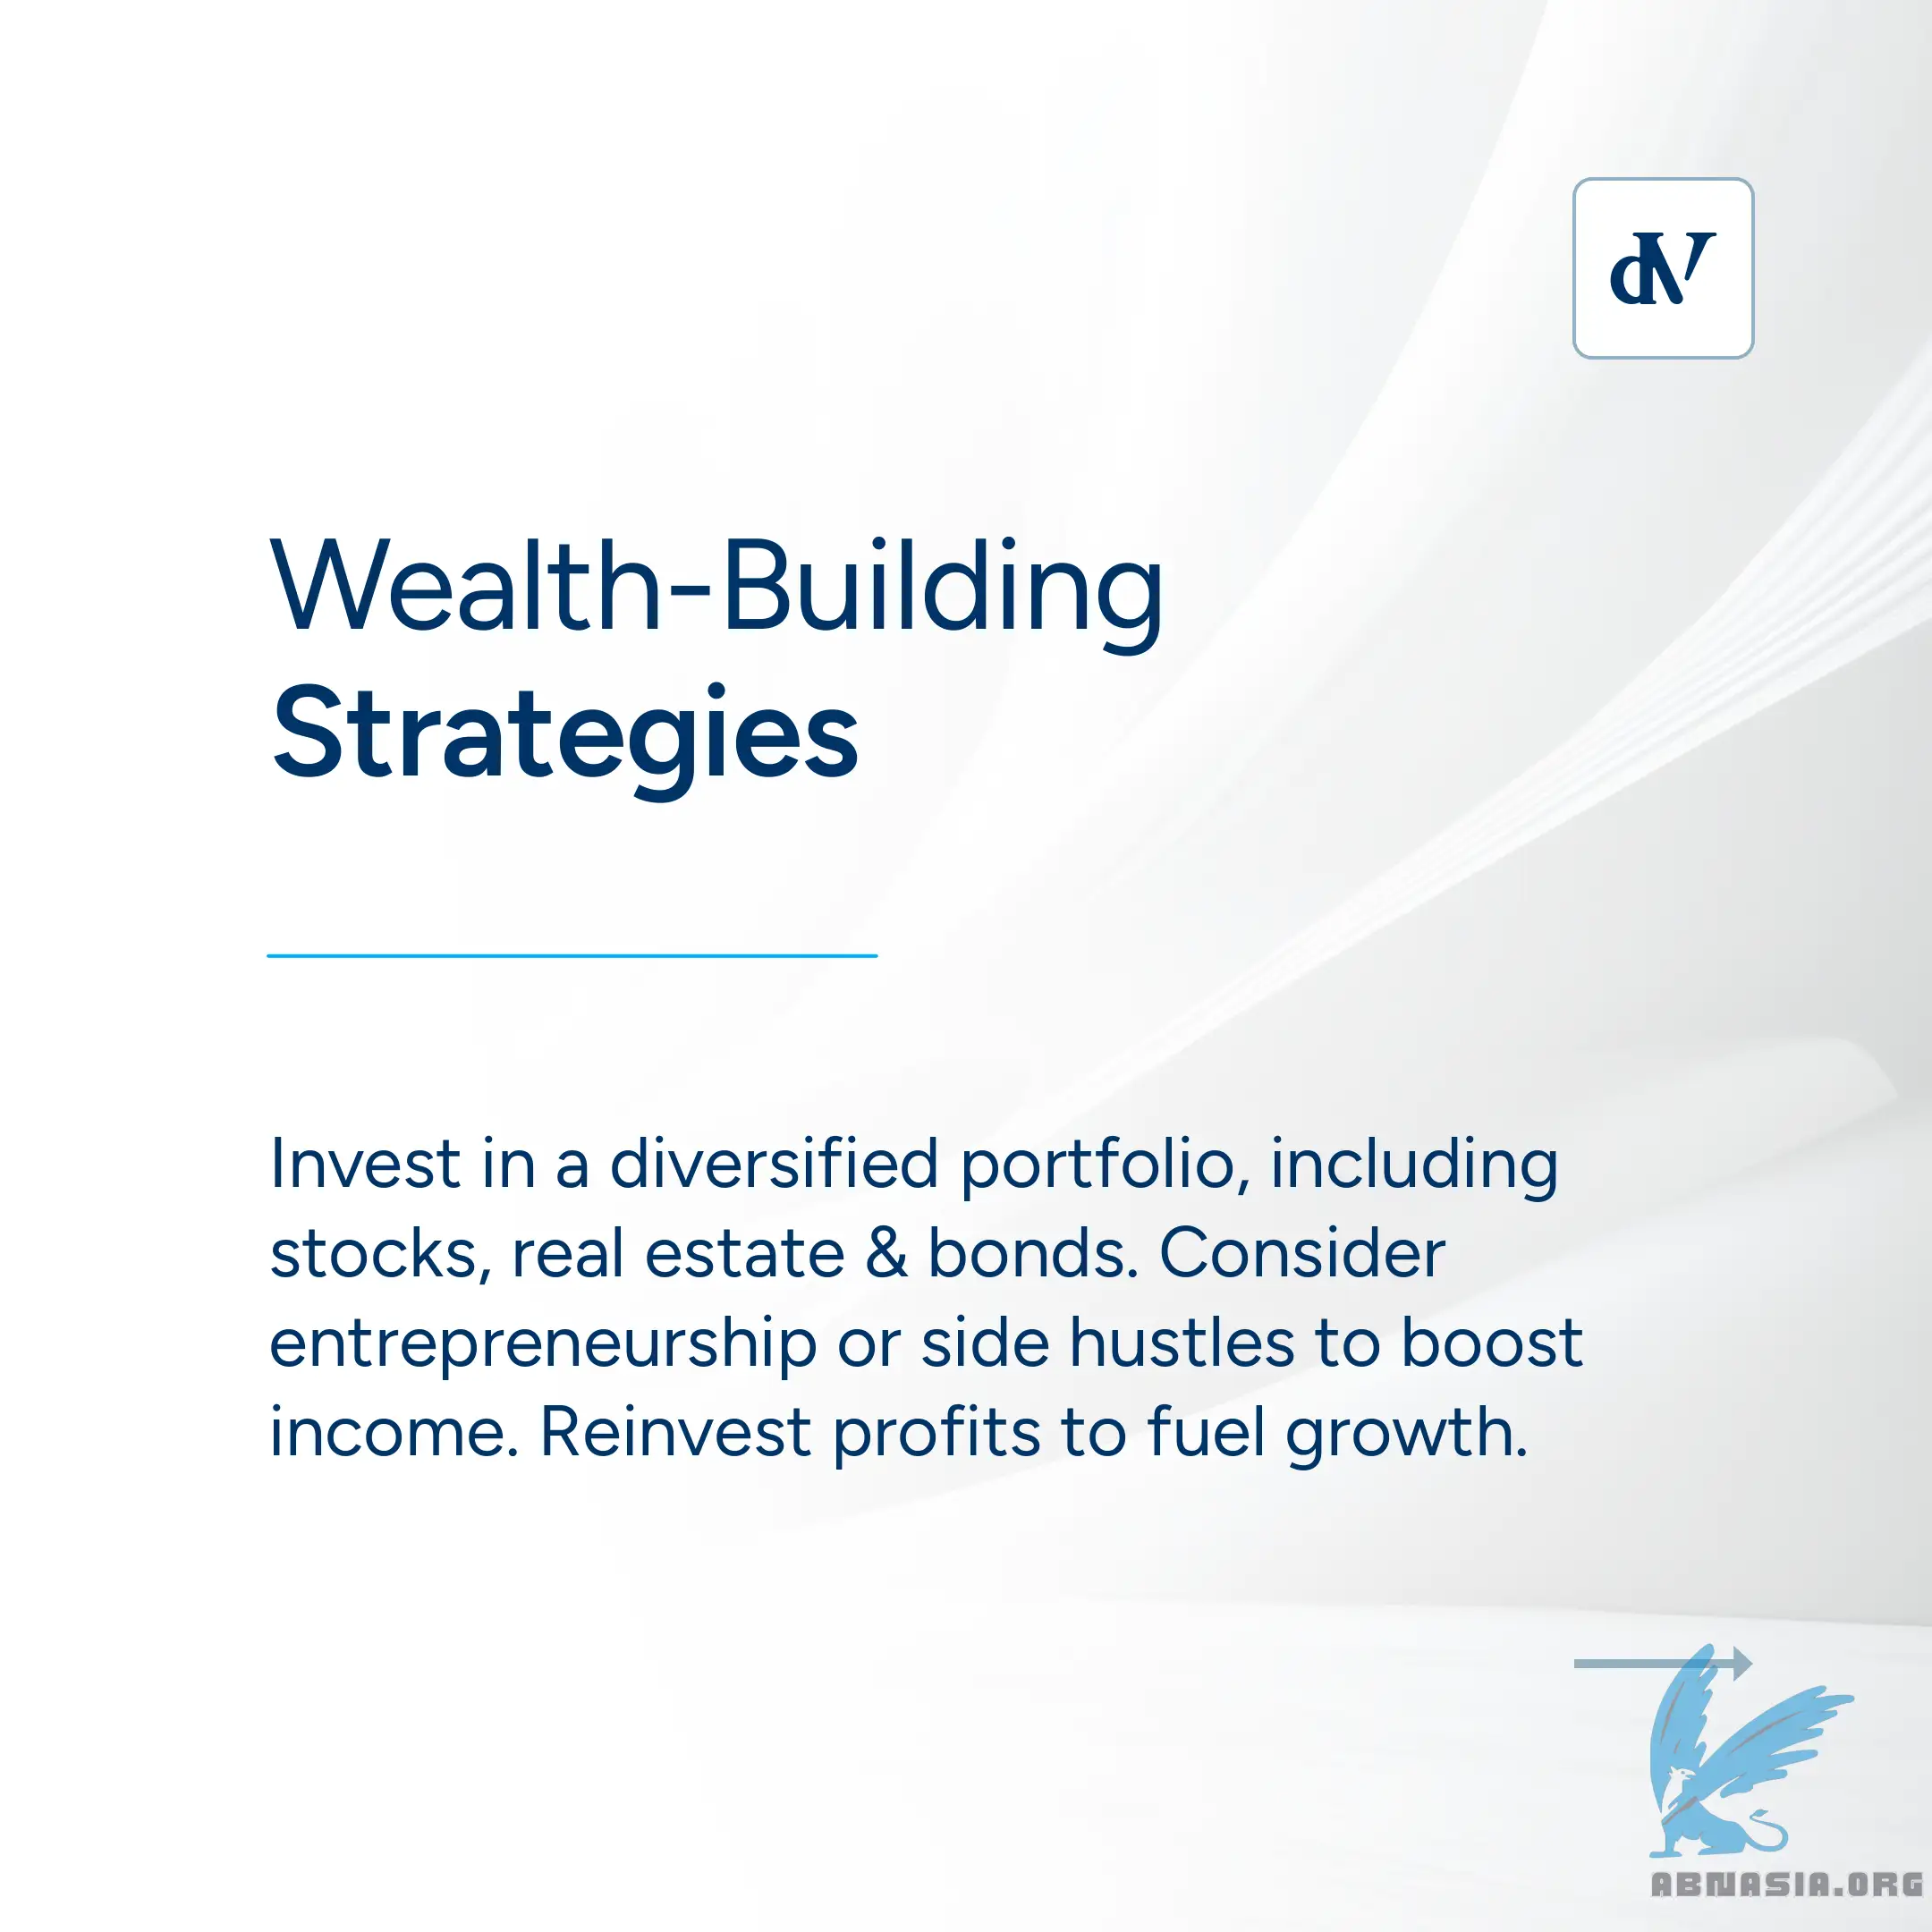 dV
Wealth-Building
Strategies
Invest in a diversified portfolio, including
stocks, real estate & bonds. Consider
entrepreneurship or side hustles to boost
income. Reinvest profits to fuel growth.
ABNASIA.ORG